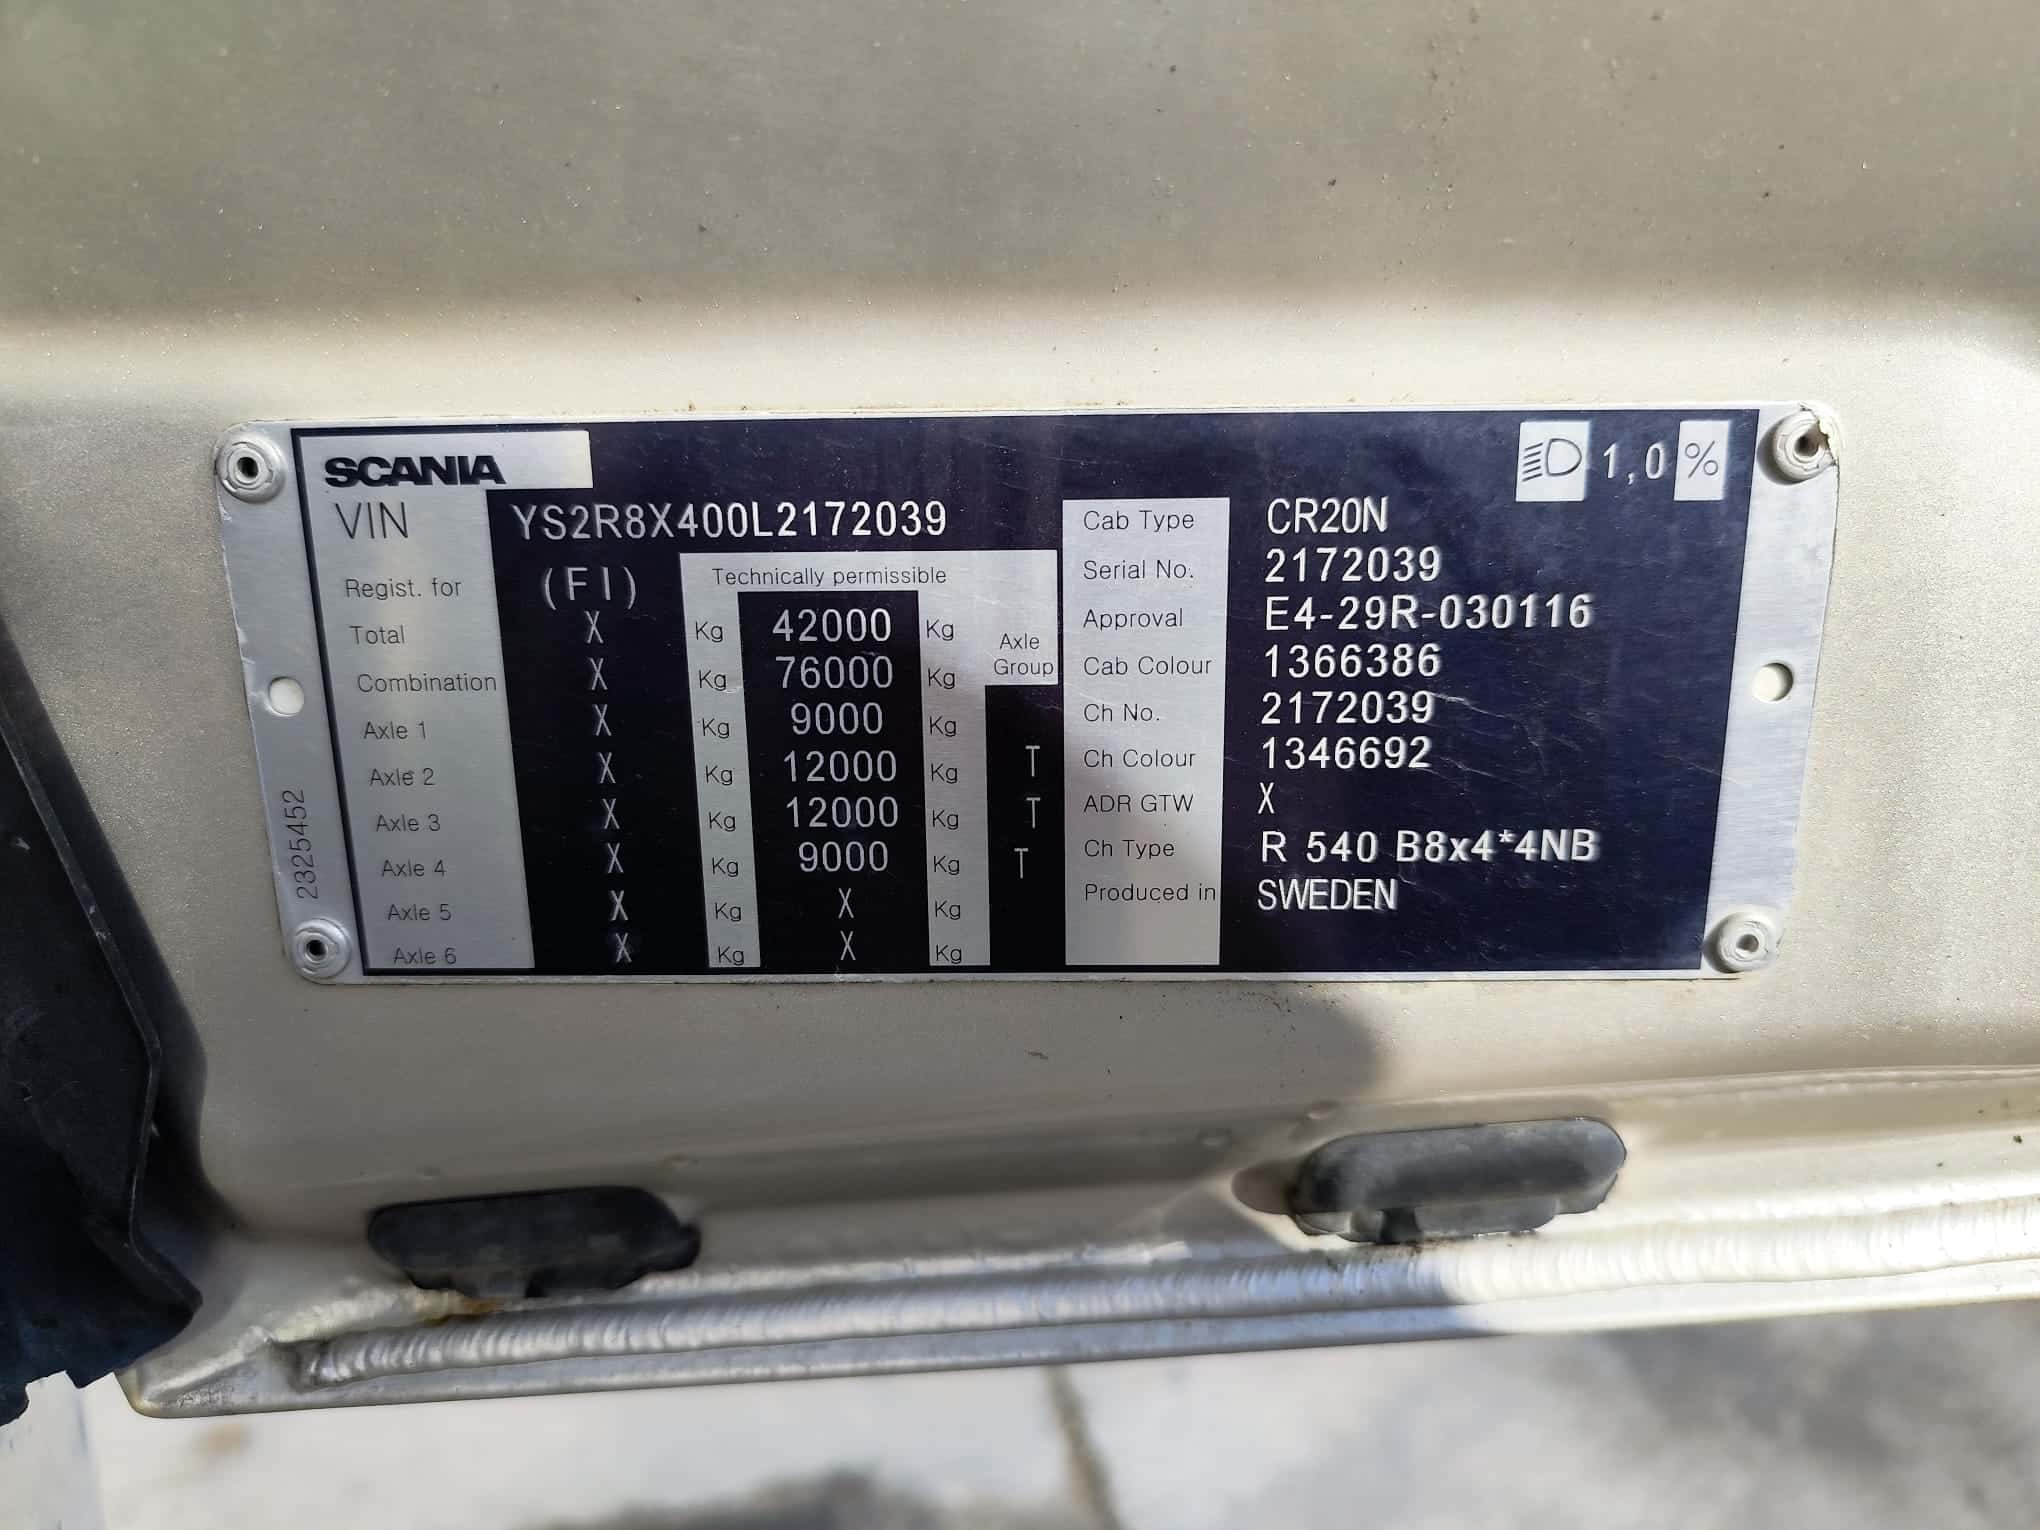 SCANIA
1,0 %
VIN YS2R8X400L2172039 Cab Type CR20N
Regist. for (FI) Technically permissible Serial No. 2172039
Total X Kg 42000 Kg Axle Group Approval E4-29R-030116
Combination X Kg 76000 Kg Cab Colour 1366386
Axle 1 X Kg 9000 Kg Ch No. 2172039
Axle 2 X Kg 12000 Kg T Ch Colour 1346692
Axle 3 X Kg 12000 Kg T ADR GTW X
Axle 4 X Kg 9000 Kg T Ch Type R 540 B8x4*4NB
Axle 5 X Kg X Kg Produced in SWEDEN
Axle 6 X Kg X Kg
2325452